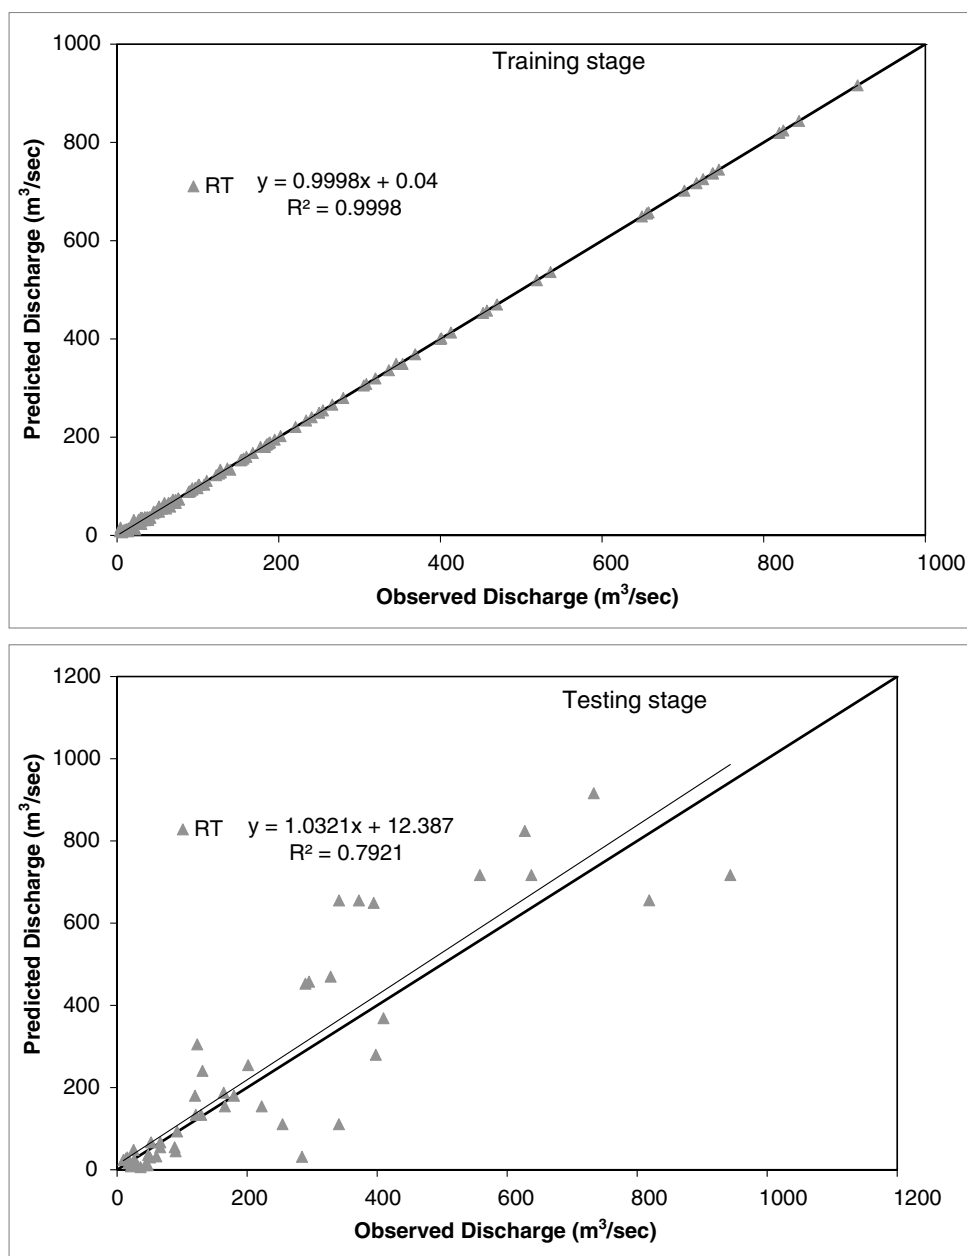 Training stage
1000
800
600
400
200
0
Predicted Discharge (m³/sec)
RT
y = 0.9998x + 0.04
R² = 0.9998
0 200 400 600 800 1000
Observed Discharge (m³/sec)
Testing stage
1200
1000
800
600
400
200
0
Predicted Discharge (m³/sec)
RT
y = 1.0321x + 12.387
R² = 0.7921
0 200 400 600 800 1000 1200
Observed Discharge (m³/sec)